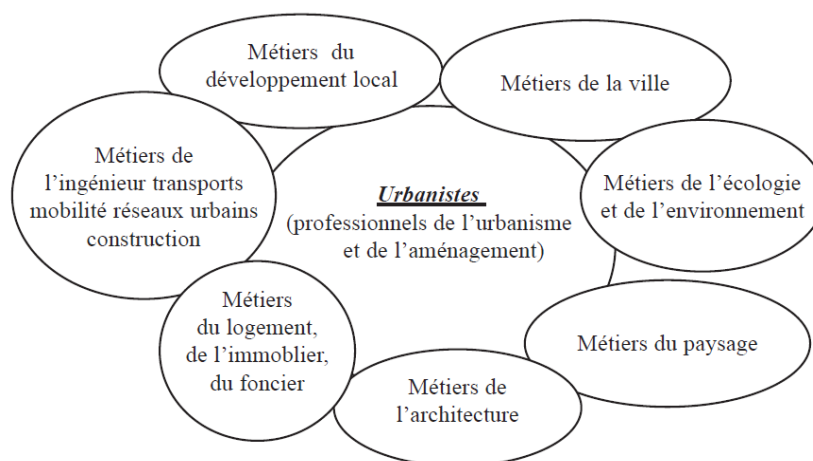 Métiers du
développement local
Métiers de la ville
Métiers de
l'ingénieur transports
mobilité réseaux urbains
construction
Urbanistes
(professionnels de l'urbanisme
et de l'aménagement)
Métiers de l'écologie
et de l'environnement
Métiers
du logement,
de l'immoblier,
du foncier
Métiers du paysage
Métiers de
l'architecture